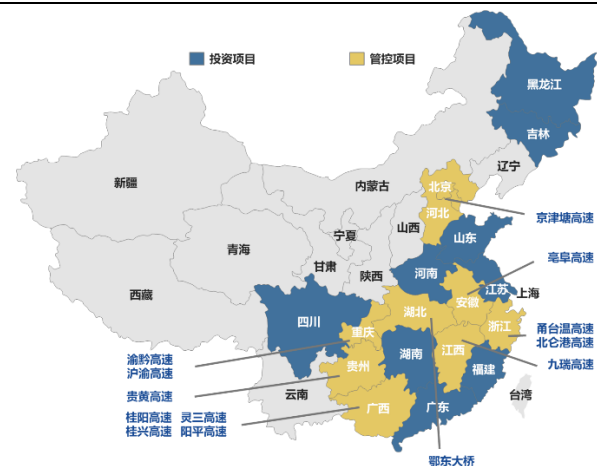 投资项目
管控项目
黑龙江
吉林
辽宁
新疆
内蒙古
北京
河北
京津塘高速
宁夏
山西
山东
青海
甘肃
陕西
河南
亳阜高速
西藏
江苏
上海
安徽
四川
湖北
重庆
浙江
甬台温高速
北仑港高速
渝黔高速
沪渝高速
湖南
江西
九瑞高速
贵州
福建
贵黄高速
云南
台湾
广西
广东
桂阳高速 灵三高速
桂兴高速 阳平高速
鄂东大桥